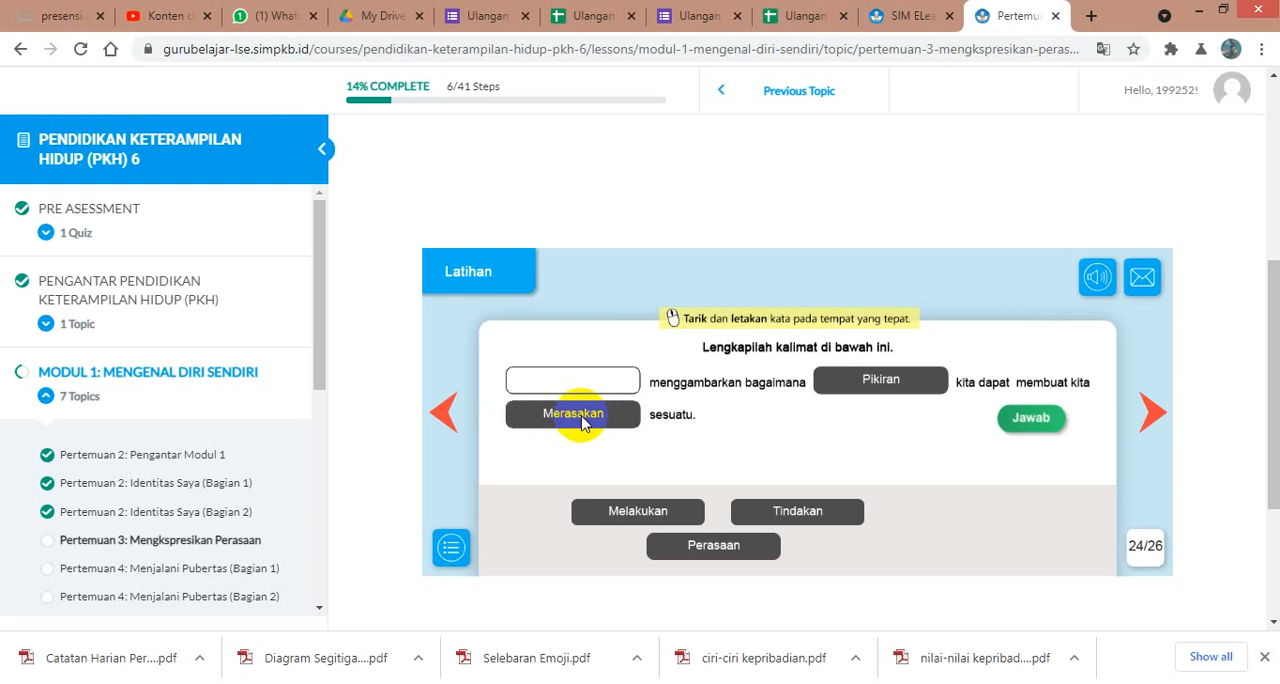 presensi.
Konten c
(1) What:
My Drive
Ulangan
Ulangan
Ulangan
Ulangan
SIM ELea
Pertemu
gurubelajar-lse.simpkb.id/courses/pendidikan-keterampilan-hidup-pkh-6/lessons/modul-1-mengenal-diri-sendiri/topic/pertemuan-3-mengkspresikan-peras...
14% COMPLETE 6/41 Steps
Previous Topic
Hello, 199252!
PENDIDIKAN KETERAMPILAN
HIDUP (PKH) 6
PRE ASESSMENT
1 Quiz
PENGANTAR PENDIDIKAN
KETERAMPILAN HIDUP (PKH)
1 Topic
MODUL 1: MENGENAL DIRI SENDIRI
7 Topics
Pertemuan 2: Pengantar Modul 1
Pertemuan 2: Identitas Saya (Bagian 1)
Pertemuan 2: Identitas Saya (Bagian 2)
Pertemuan 3: Mengkspresikan Perasaan
Pertemuan 4: Menjalani Pubertas (Bagian 1)
Pertemuan 4: Menjalani Pubertas (Bagian 2)
Latihan
Tarik dan letakan kata pada tempat yang tepat.
Lengkapilah kalimat di bawah ini.
menggambarkan bagaimana Pikiran kita dapat membuat kita
Merasakan sesuatu.
Jawab
Melakukan Tindakan
Perasaan
24/26
Catatan Harian Per....pdf
Diagram Segitiga....pdf
Selebaran Emoji.pdf
ciri-ciri kepribadian.pdf
nilai-nilai kepribad....pdf
Show all